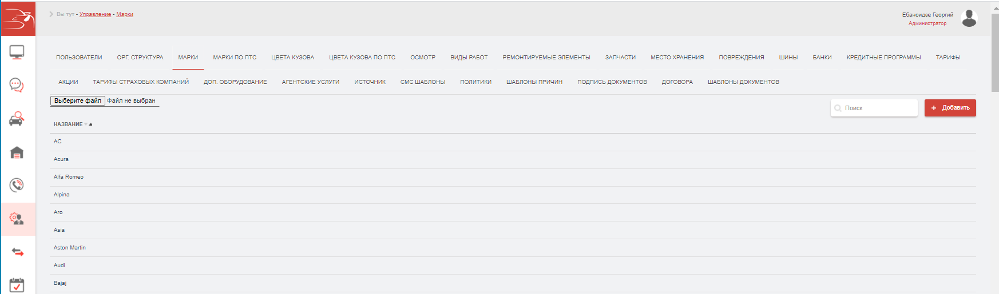 Вы тут - Управление - Марки
Ебаноидзе Георгий
Администратор
ПОЛЬЗОВАТЕЛИ ОРГ. СТРУКТУРА МАРКИ МАРКИ ПО ПТС ЦВЕТА КУЗОВА ЦВЕТА КУЗОВА ПО ПТС ОСМОТР ВИДЫ РАБОТ РЕМОНТИРУЕМЫЕ ЭЛЕМЕНТЫ ЗАПЧАСТИ МЕСТО ХРАНЕНИЯ ПОВРЕЖДЕНИЯ ШИНЫ БАНКИ КРЕДИТНЫЕ ПРОГРАММЫ ТАРИФЫ
АКЦИИ ТАРИФЫ СТРАХОВЫХ КОМПАНИЙ ДОП. ОБОРУДОВАНИЕ АГЕНТСКИЕ УСЛУГИ ИСТОЧНИК СМС ШАБЛОНЫ ПОЛИТИКИ ШАБЛОНЫ ПРИЧИН ПОДПИСЬ ДОКУМЕНТОВ ДОГОВОРА ШАБЛОНЫ ДОКУМЕНТОВ
Выберите файл Файл не выбран
Поиск
+ Добавить
НАЗВАНИЕ
AC
Acura
Alfa Romeo
Alpina
Aro
Asia
Aston Martin
Audi
Bajaj